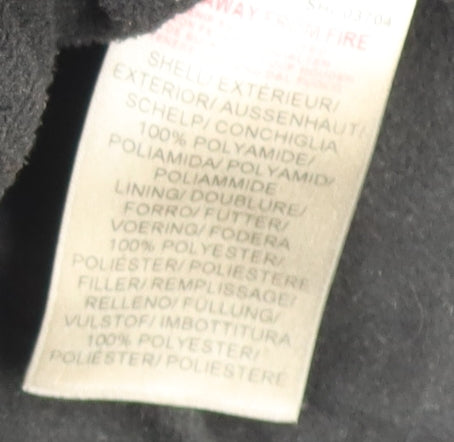 AWAY FROM FIRE
SHELL/ EXTÉRIEUR/
EXTERIOR/ AUSSENHAUT/
SCHELP/ CONCHIGLIA
100% POLYAMIDE/
POLIAMIDA/ POLYAMID/
POLIAMMIDE
LINING/ DOUBLURE/
FORRO/ FUTTER/
VOERING/ FODERA
100% POLYESTER/
POLIÉSTER/ POLIESTERE
FILLER/ REMPLISSAGE/
RELLENO/ FÜLLUNG/
VULSTOF/ IMBOTTITURA
100% POLYESTER/
POLIÉSTER/ POLIESTERE